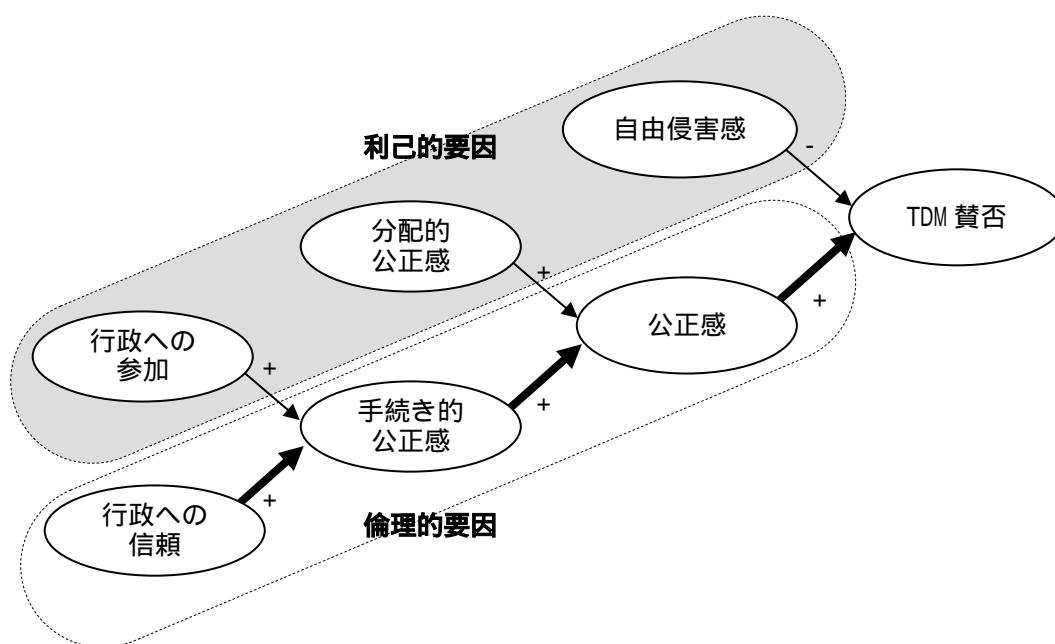 自由侵害感
利己的要因
-
TDM 賛否
分配的
公正感
+
公正感
+
行政への
参加
+
手続き的
公正感
+
行政への
信頼
+
倫理的要因